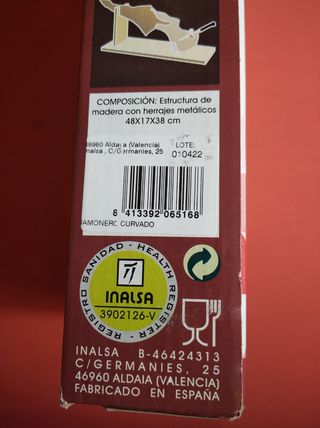 COMPOSICIÓN: Estructura de
madera con herrajes metálicos
48X17X38 cm
46960 Aldaia (Valencia)
LOTE:
Inalsa , C/Germanies, 25
010422
8 413392 065168
JAMONERO CURVADO
REGISTRO SANIDAD - HEALTH REGISTER -
INALSA
3902126-V
INALSA B-46424313
C/GERMANIES, 25
46960 ALDAIA (VALENCIA)
FABRICADO EN ESPAÑA